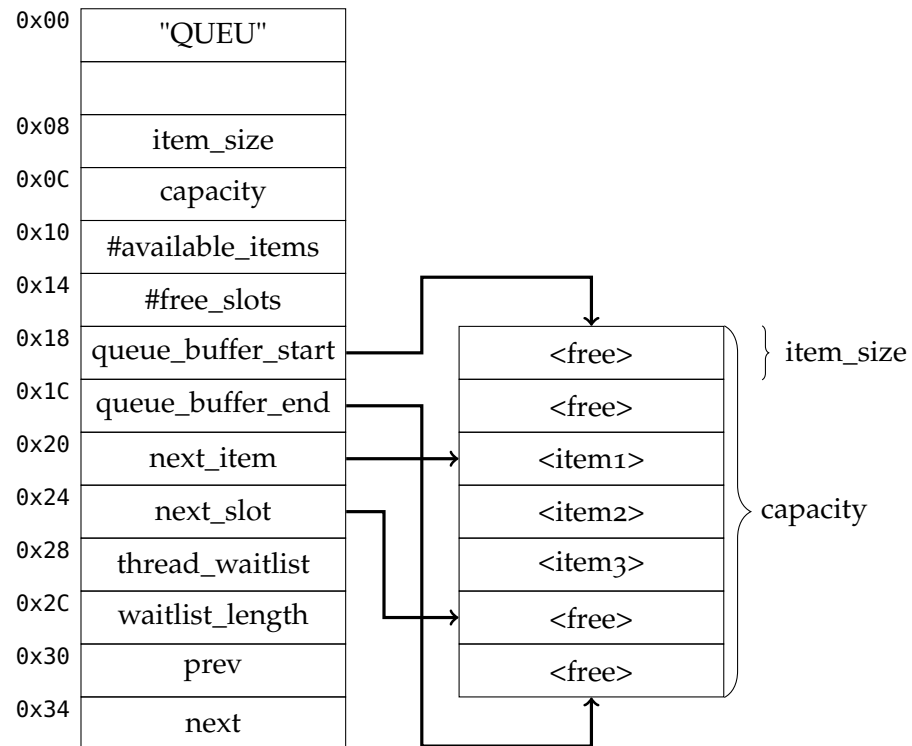 0x00
"QUEU"
0x08
item_size
0x0C
capacity
0x10
#available_items
0x14
#free_slots
0x18
queue_buffer_start
0x1C
queue_buffer_end
0x20
next_item
0x24
next_slot
0x28
thread_waitlist
0x2C
waitlist_length
0x30
prev
0x34
next
<free>
<free>
<item1>
<item2>
<item3>
<free>
<free>
item_size
capacity